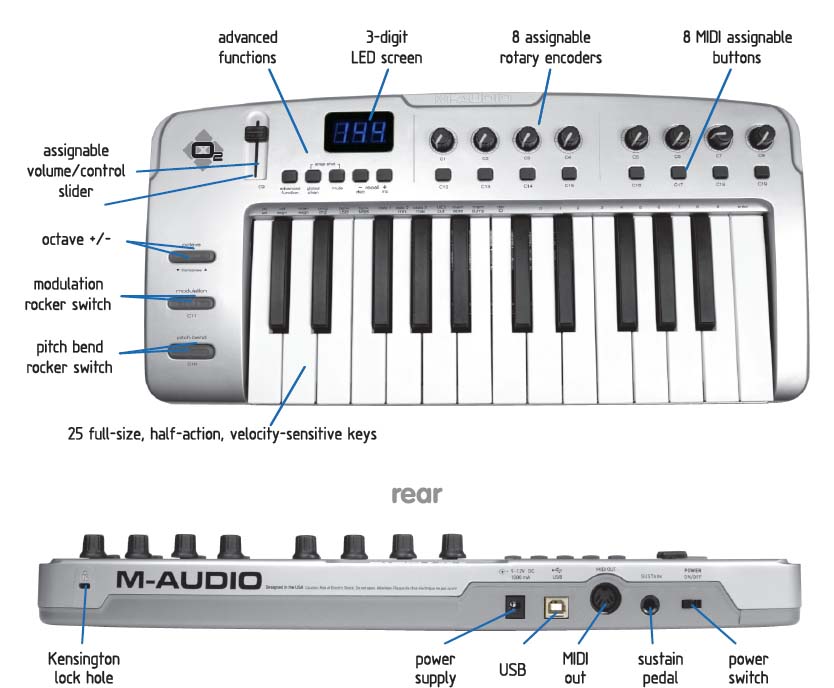 advanced
functions
3-digit
LED screen
8 assignable
rotary encoders
8 MIDI assignable
buttons
M-AUDIO
144
O2
assignable
volume/control
slider
C9
snap shot
advanced
function
global
chan
mute
− recall +
C1
C2
C3
C4
C5
C6
C7
C8
C12
C13
C14
C15
C16
C17
C18
C19
octave +/-
octave
modulation
rocker switch
modulation
C11
pitch bend
rocker switch
pitch bend
C10
25 full-size, half-action, velocity-sensitive keys
rear
M-AUDIO
Designed in the USA
9-12V DC
USB
MIDI OUT
SUSTAIN
POWER
ON/OFF
Kensington
lock hole
power
supply
USB
MIDI
out
sustain
pedal
power
switch